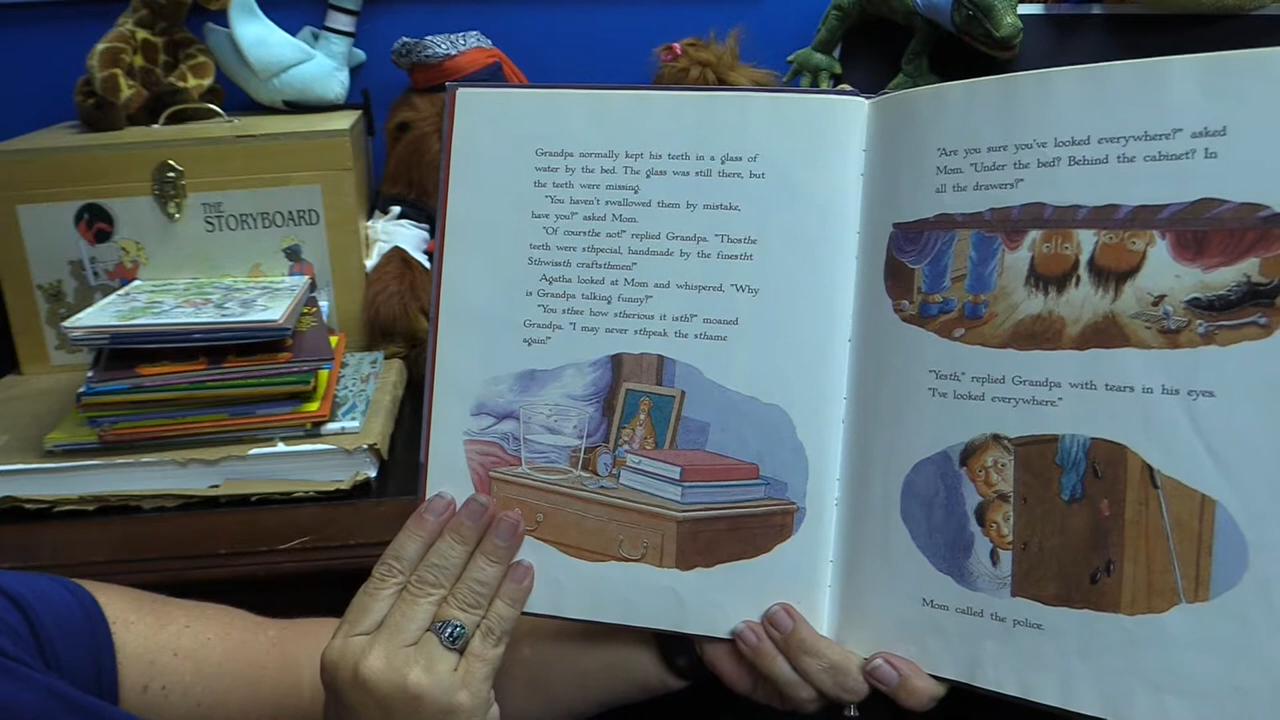 THE
STORYBOARD
Grandpa normally kept his teeth in a glass of
water by the bed. The glass was still there, but
the teeth were missing.
"You haven't swallowed them by mistake,
have you?" asked Mom.
"Of coursthe not!" replied Grandpa. "Thosthe
teeth were sthpecial, handmade by the finestht
Sthwissth craftsthmen!"
Agatha looked at Mom and whispered, "Why
is Grandpa talking funny?"
"You sthee how stherious it isth?" moaned
Grandpa. "I may never sthpeak the sthame
again!"
"Are you sure you've looked everywhere?" asked
Mom. "Under the bed? Behind the cabinet? In
all the drawers?"
"Yesth," replied Grandpa with tears in his eyes.
"I've looked everywhere."
Mom called the police.